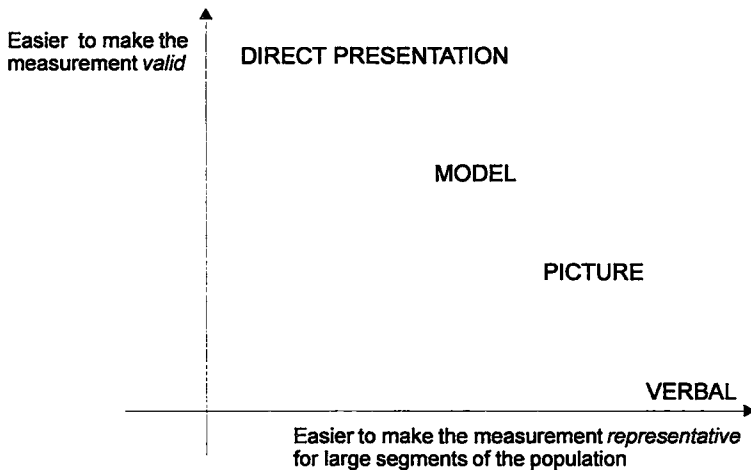 Easier to make the
measurement valid
DIRECT PRESENTATION
MODEL
PICTURE
VERBAL
Easier to make the measurement representative
for large segments of the population